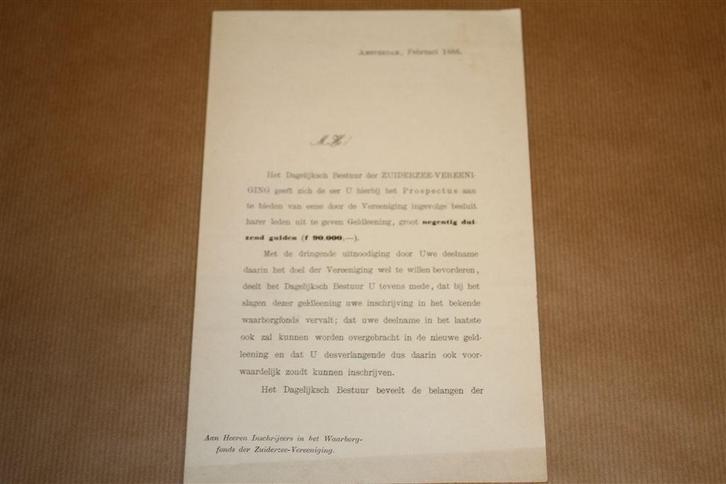 Amsterdam, Februari 1886.
M. H.!
Het Dagelijksch Bestuur der ZUIDERZEE-VEREENI-
GING geeft zich de eer U hierbij het Prospectus aan
te bieden van eene door de Vereeniging ingevolge besluit
harer leden uit te geven Geldleening, groot negentig dui-
zend gulden (f 90.000,—).
Met de dringende uitnoodiging door Uwe deelname
daarin het doel der Vereeniging wel te willen bevorderen,
deelt het Dagelijksch Bestuur U tevens mede, dat bij het
slagen dezer geldleening uwe inschrijving in het bekende
waarborgfonds vervalt; dat uwe deelname in het laatste
ook zal kunnen worden overgebracht in de nieuwe geld-
leening en dat U desverlangende dus daarin ook voor-
waardelijk zoudt kunnen inschrijven.
Het Dagelijksch Bestuur beveelt de belangen der
Aan Heeren Inschrijvers in het Waarborg-
fonds der Zuiderzee-Vereeniging.